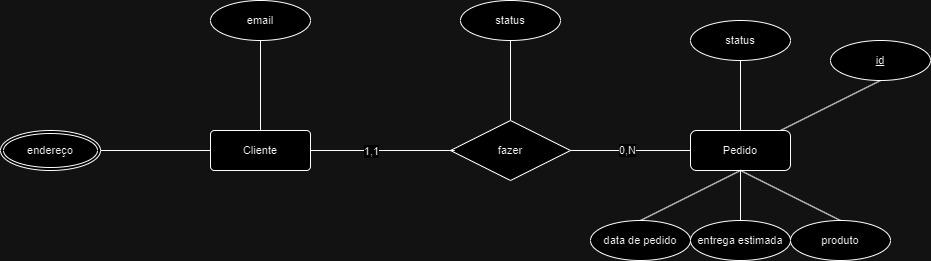 email
status
status
id
endereço
Cliente
1,1
fazer
0,N
Pedido
data de pedido
entrega estimada
produto